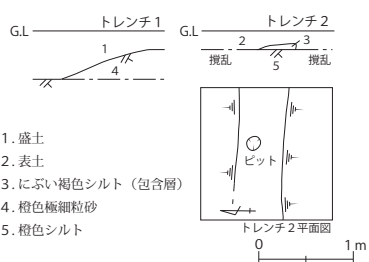 トレンチ1
G.L
1
4
トレンチ2
G.L
2
3
撹乱
5
撹乱
ピット
トレンチ2平面図
0
1m
1.盛土
2.表土
3.にぶい褐色シルト（包含層）
4.橙色極細粒砂
5.橙色シルト